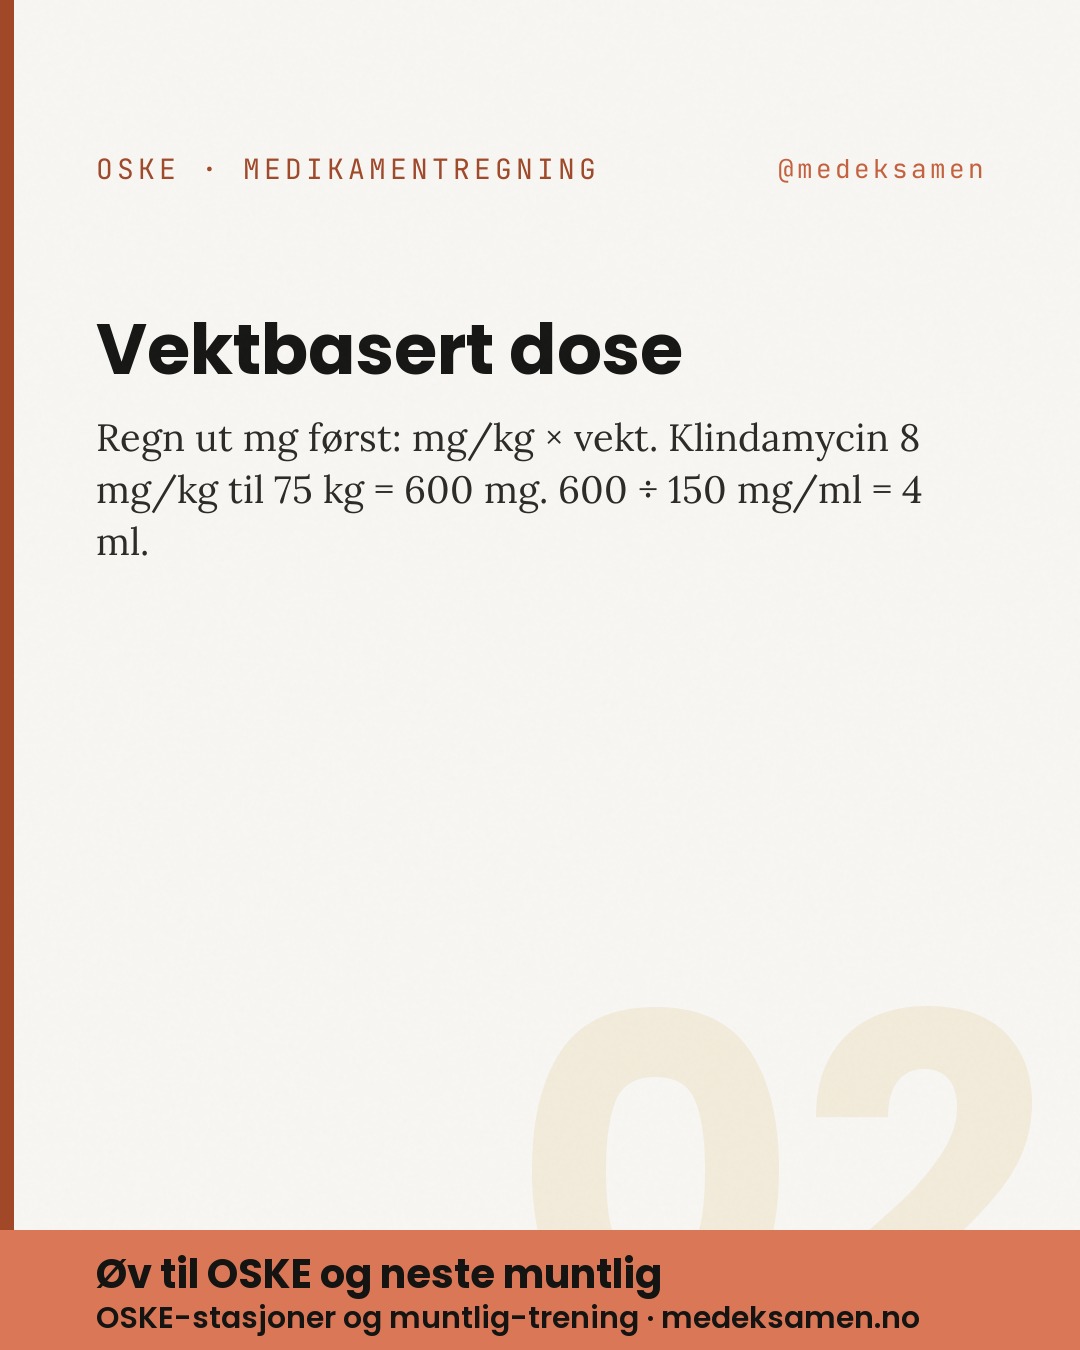 OSKE · MEDIKAMENTREGNING
@medeksamen
Vektbasert dose
Regn ut mg først: mg/kg × vekt. Klindamycin 8
mg/kg til 75 kg = 600 mg. 600 ÷ 150 mg/ml = 4
ml.
02
Øv til OSKE og neste muntlig
OSKE-stasjoner og muntlig-trening · medeksamen.no